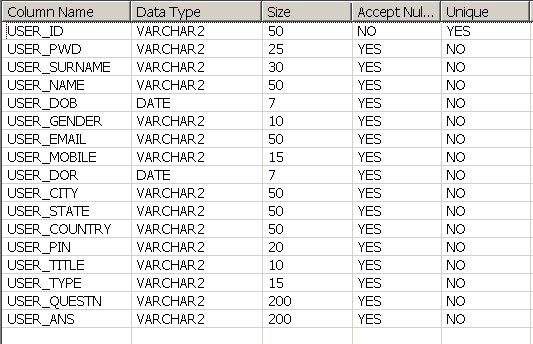 Column Name Data Type Size Accept Nul... Unique
USER_ID VARCHAR2 50 NO YES
USER_PWD VARCHAR2 25 YES NO
USER_SURNAME VARCHAR2 30 YES NO
USER_NAME VARCHAR2 50 YES NO
USER_DOB DATE 7 YES NO
USER_GENDER VARCHAR2 10 YES NO
USER_EMAIL VARCHAR2 50 YES NO
USER_MOBILE VARCHAR2 15 YES NO
USER_DOR DATE 7 YES NO
USER_CITY VARCHAR2 50 YES NO
USER_STATE VARCHAR2 50 YES NO
USER_COUNTRY VARCHAR2 50 YES NO
USER_PIN VARCHAR2 20 YES NO
USER_TITLE VARCHAR2 10 YES NO
USER_TYPE VARCHAR2 15 YES NO
USER_QUESTN VARCHAR2 200 YES NO
USER_ANS VARCHAR2 200 YES NO